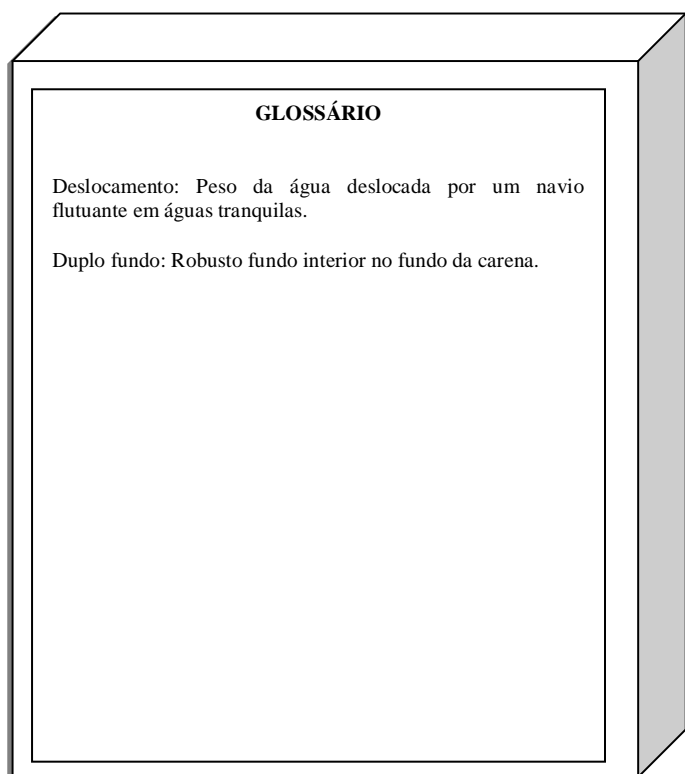 GLOSSÁRIO
Deslocamento: Peso da água deslocada por um navio
flutuante em águas tranquilas.
Duplo fundo: Robusto fundo interior no fundo da carena.